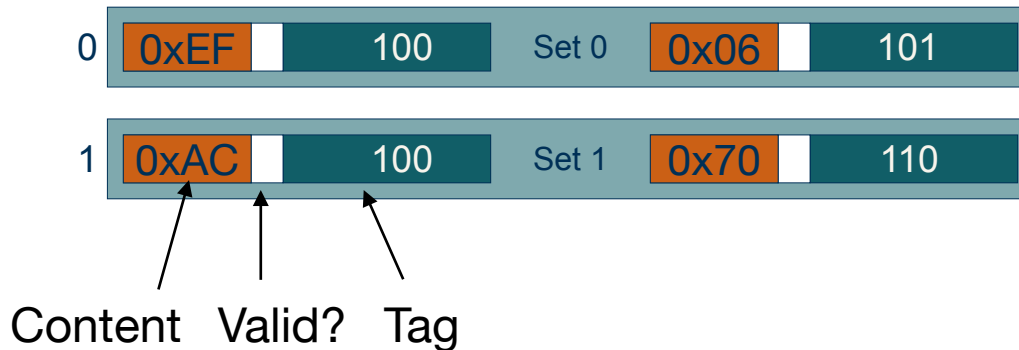 0 0xEF 100 Set 0 0x06 101
1 0xAC 100 Set 1 0x70 110
Content Valid? Tag